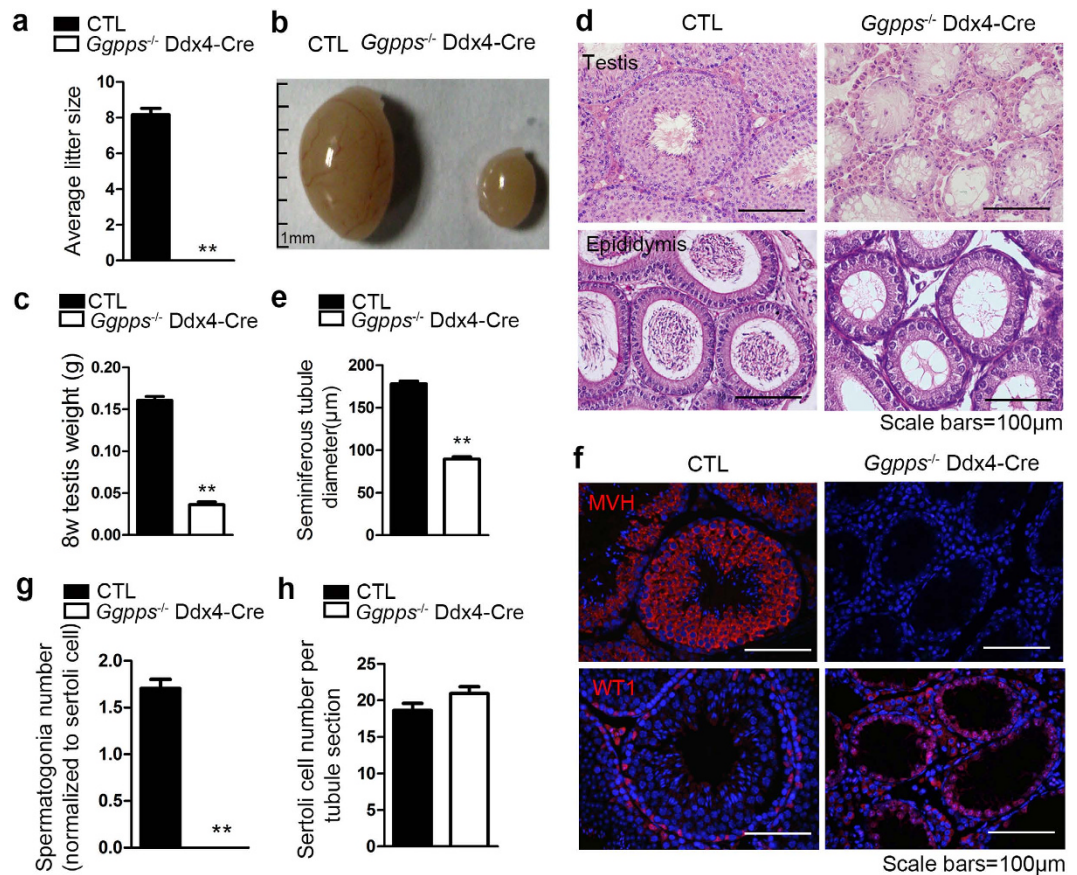 a
CTL
Ggpps-/- Ddx4-Cre
Average litter size
10
8
6
4
2
0
**
b
CTL Ggpps-/- Ddx4-Cre
1mm
c
CTL
Ggpps-/- Ddx4-Cre
8w testis weight (g)
0.20
0.15
0.10
0.05
0.00
**
e
CTL
Ggpps-/- Ddx4-Cre
Seminiferous tubule
diameter(μm)
200
150
100
50
0
**
g
CTL
Ggpps-/- Ddx4-Cre
Spermatogonia number
(normalized to sertoli cell)
2.0
1.5
1.0
0.5
0.0
**
h
CTL
Ggpps-/- Ddx4-Cre
Sertoli cell number per
tubule section
25
20
15
10
5
0
d
CTL
Ggpps-/- Ddx4-Cre
Testis
Epididymis
Scale bars=100μm
f
CTL
Ggpps-/- Ddx4-Cre
MVH
WT1
Scale bars=100μm